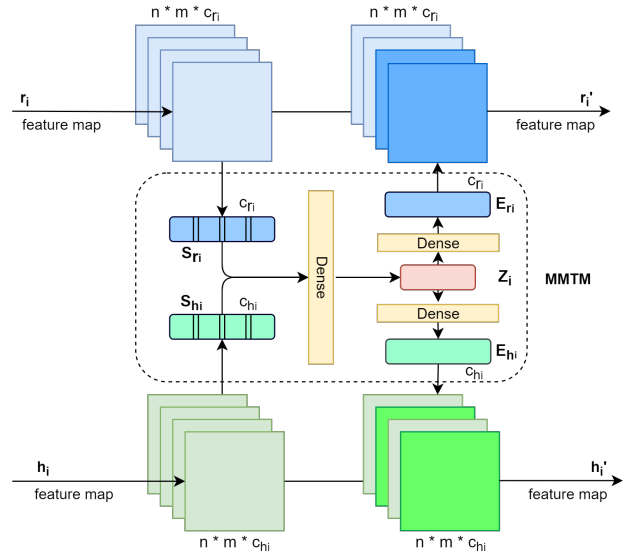 n * m * c_ri
n * m * c_ri
r_i
feature map
r_i'
feature map
c_ri
c_ri
E_ri
S_ri
Dense
Dense
Z_i
MMTM
S_hi
c_hi
Dense
E_hi
c_hi
h_i
feature map
h_i'
feature map
n * m * c_hi
n * m * c_hi